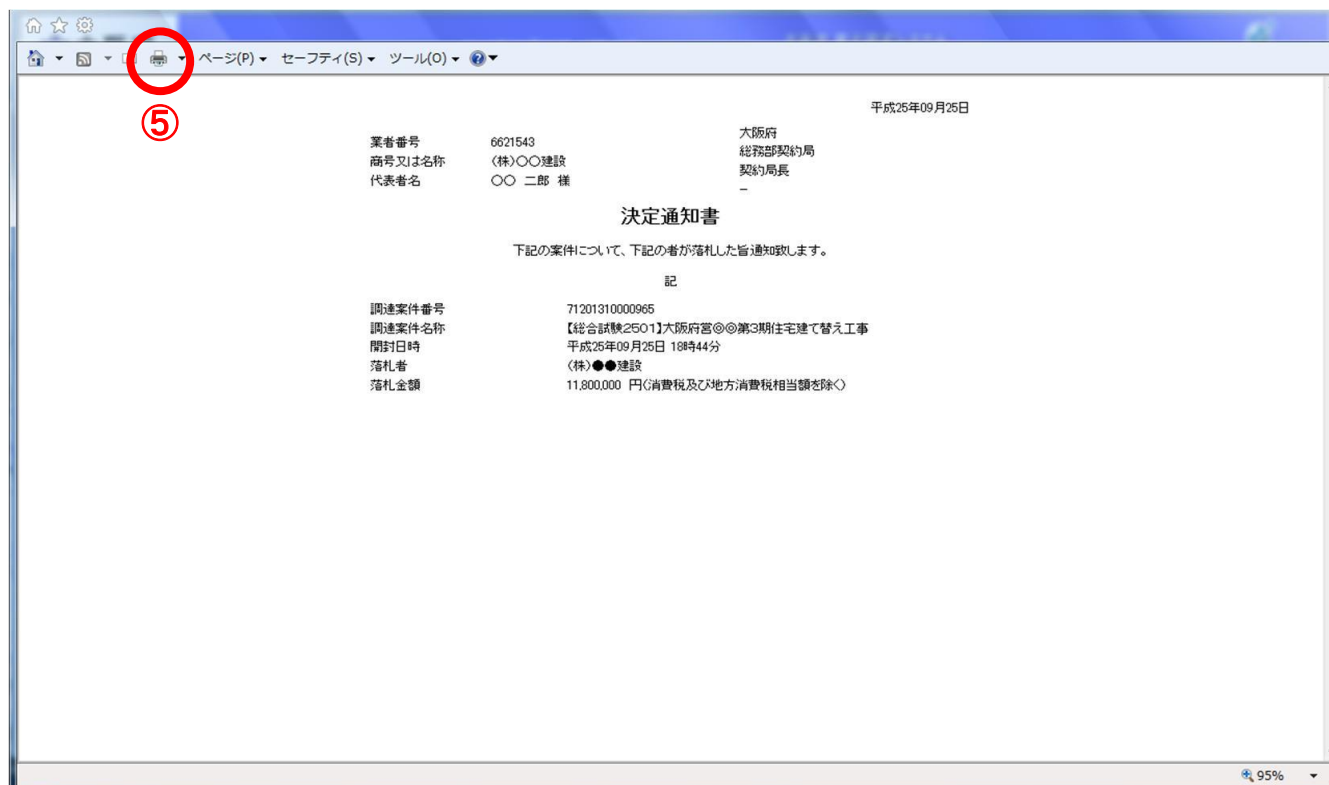 ページ(P) セーフティ(S) ツール(O)
⑤
平成25年09月25日
業者番号 6621543
商号又は名称 (株)〇〇建設
代表者名 〇〇 二郎 様
大阪府
総務部契約局
契約局長
－
決定通知書
下記の案件について、下記の者が落札した旨通知致します。
記
調達案件番号 71201310000965
調達案件名称 【総合試験2501】大阪府営◎◎第3期住宅建て替え工事
開封日時 平成25年09月25日 18時44分
落札者 (株)●●建設
落札金額 11,800,000 円(消費税及び地方消費税相当額を除く)
95%